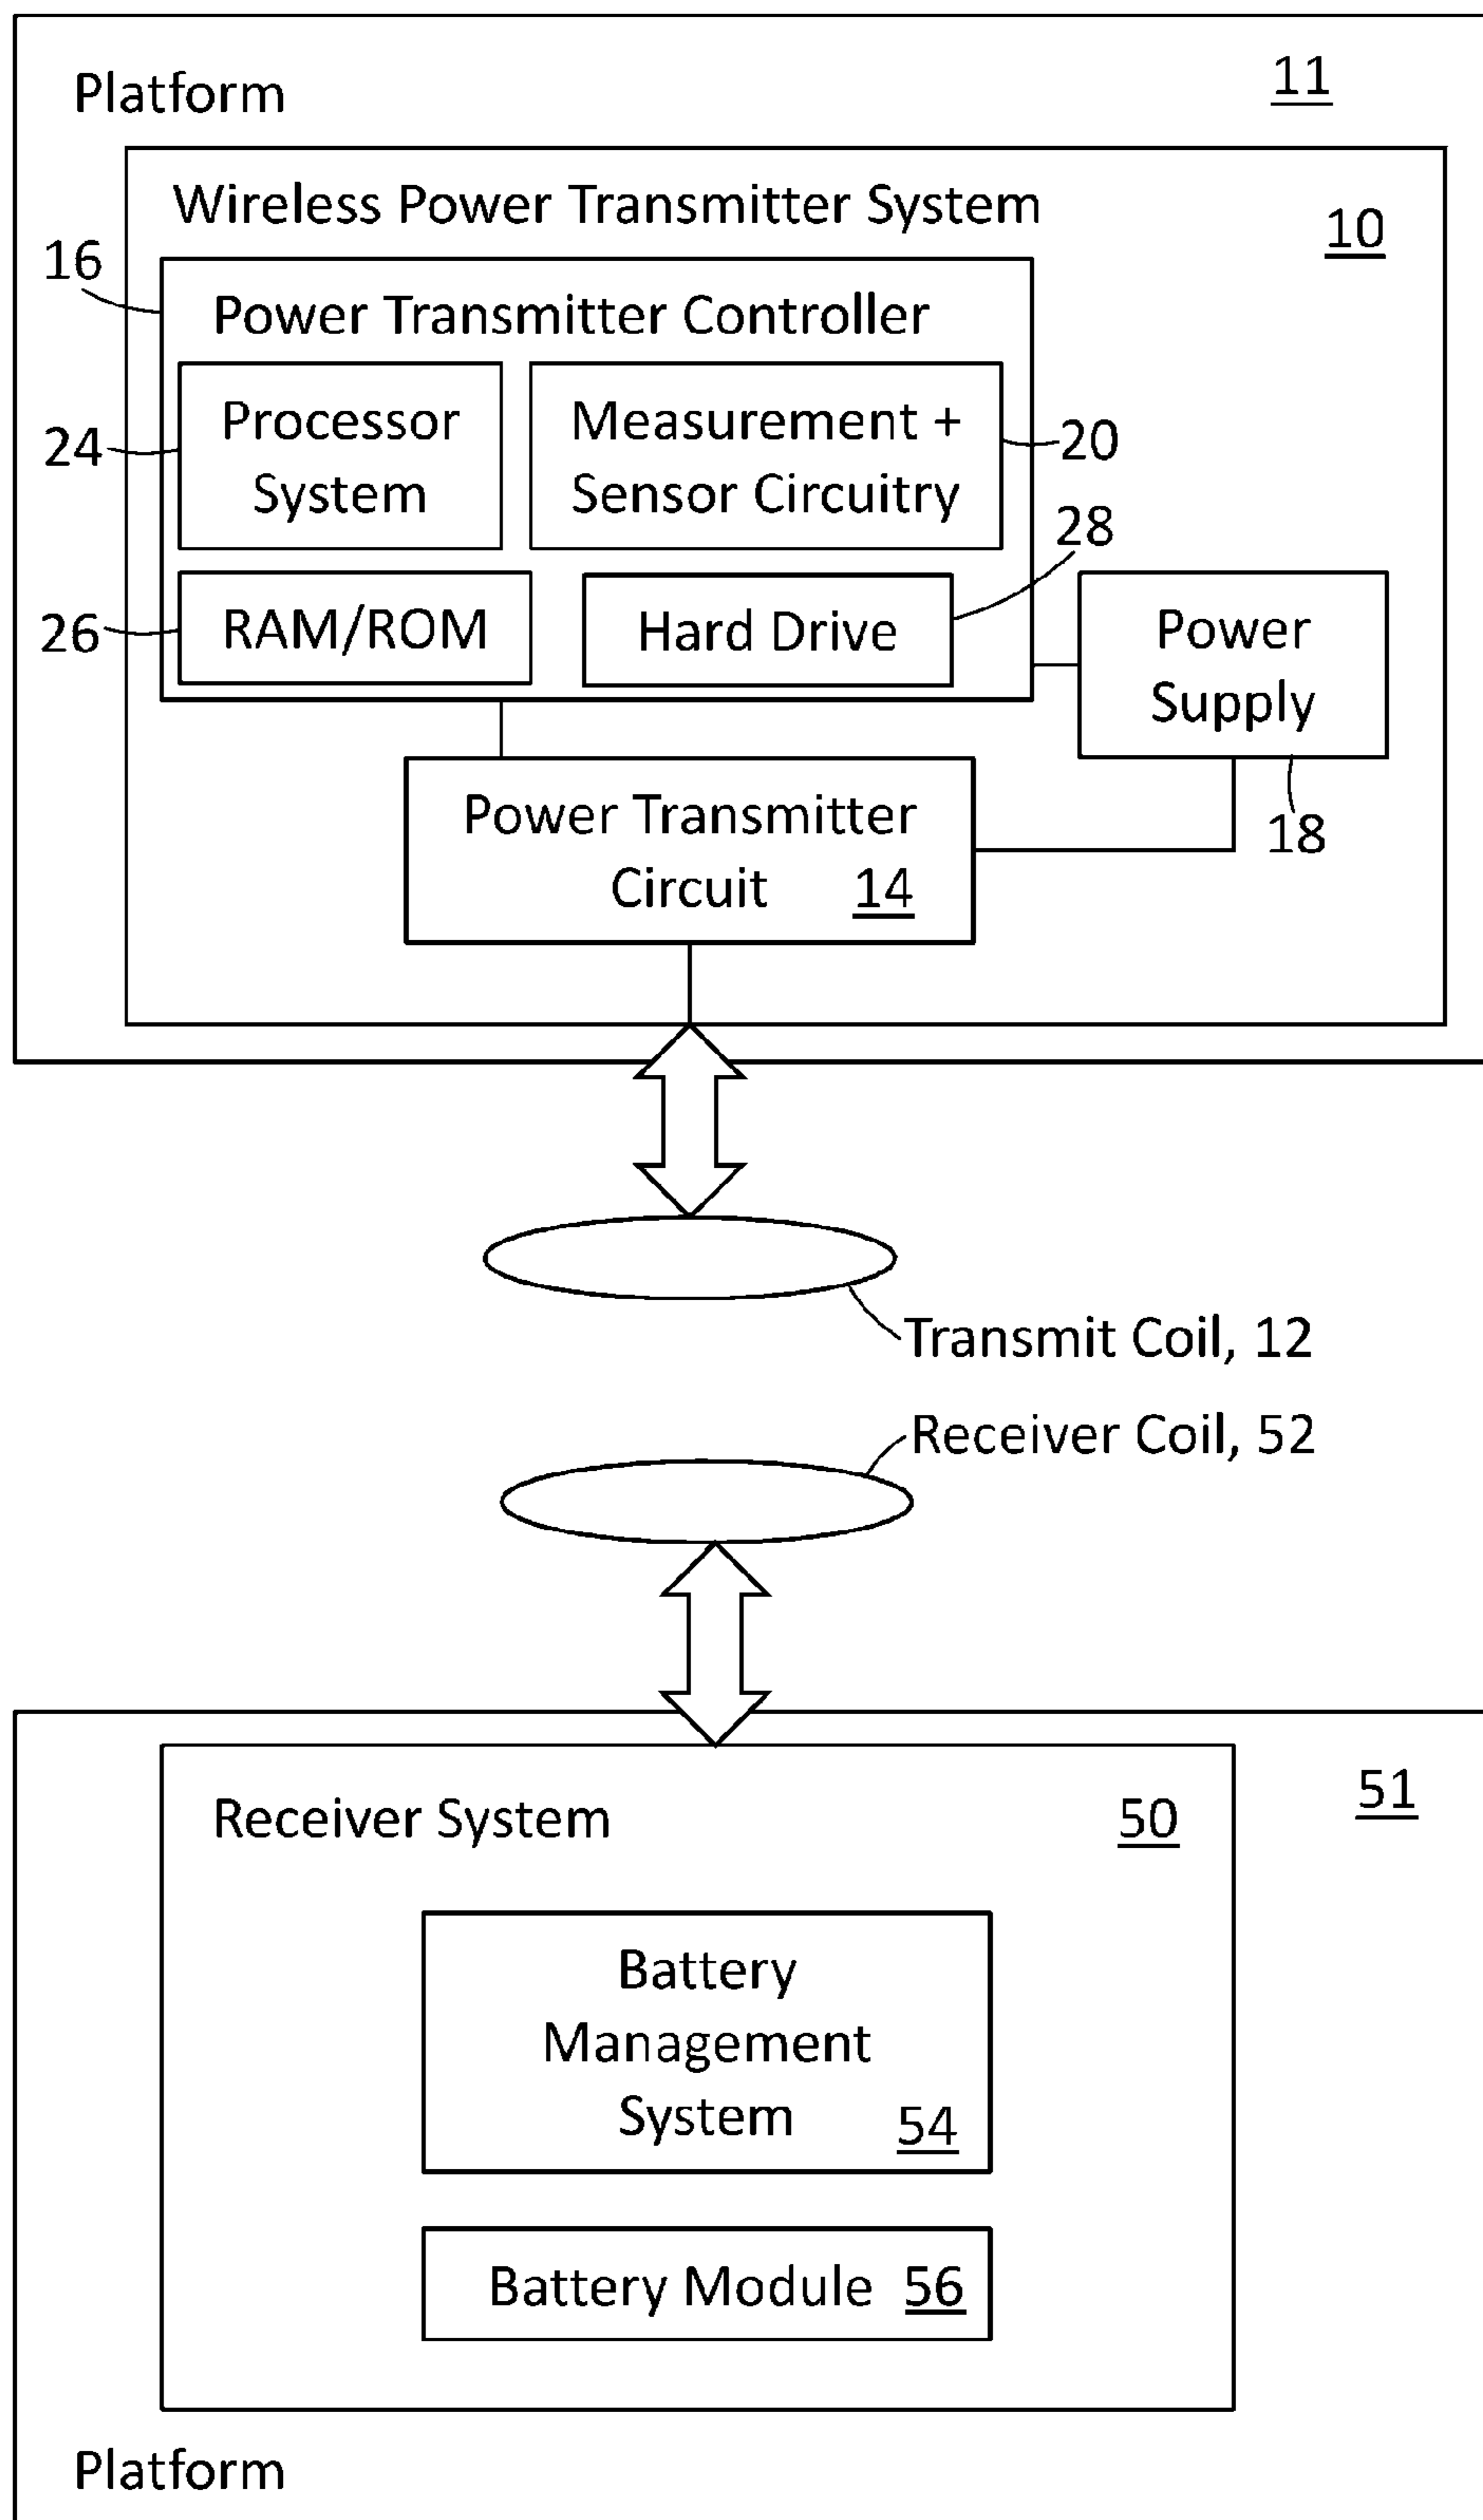 Platform
11
Wireless Power Transmitter System
10
16
Power Transmitter Controller
Processor
System
24
Measurement +
Sensor Circuitry
20
28
26
RAM/ROM
Hard Drive
Power
Supply
18
Power Transmitter
Circuit 14
Transmit Coil, 12
Receiver Coil, 52
51
Receiver System 50
Battery
Management
System 54
Battery Module 56
Platform